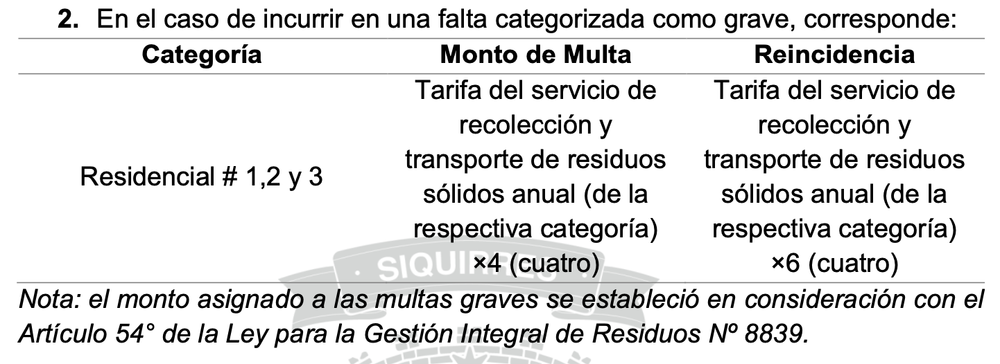 2. En el caso de incurrir en una falta categorizada como grave, corresponde:
Categoría Monto de Multa Reincidencia
Residencial # 1,2 y 3
Tarifa del servicio de
recolección y
transporte de residuos
sólidos anual (de la
respectiva categoría)
×4 (cuatro)
Tarifa del servicio de
recolección y
transporte de residuos
sólidos anual (de la
respectiva categoría)
×6 (cuatro)
SIQUIRRES
Nota: el monto asignado a las multas graves se estableció en consideración con el
Artículo 54° de la Ley para la Gestión Integral de Residuos Nº 8839.